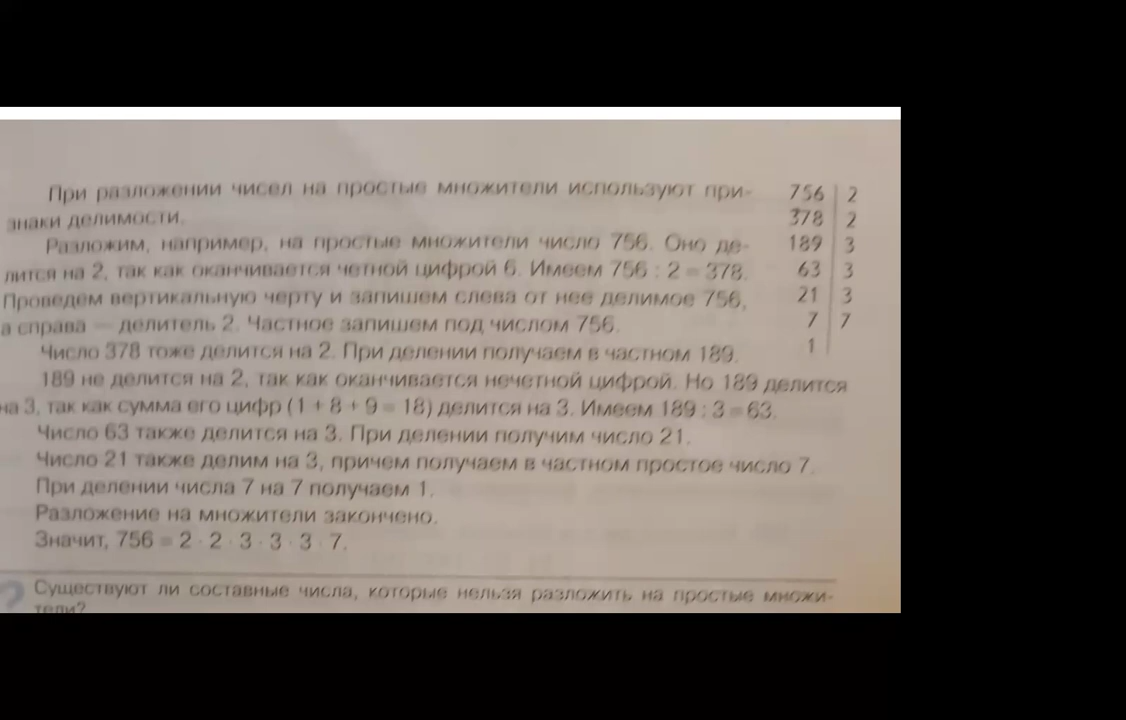 При разложении чисел на простые множители используют при-
знаки делимости.
Разложим, например, на простые множители число 756. Оно де-
лится на 2, так как оканчивается четной цифрой 6. Имеем 756 : 2 = 378.
Проведем вертикальную черту и запишем слева от нее делимое 756,
а справа — делитель 2. Частное запишем под числом 756.
Число 378 тоже делится на 2. При делении получаем в частном 189.
189 не делится на 2, так как оканчивается нечетной цифрой. Но 189 делится
на 3, так как сумма его цифр (1 + 8 + 9 = 18) делится на 3. Имеем 189 : 3 = 63.
Число 63 также делится на 3. При делении получим число 21.
Число 21 также делим на 3, причем получаем в частном простое число 7.
При делении числа 7 на 7 получаем 1.
Разложение на множители закончено.
Значит, 756 = 2 · 2 · 3 · 3 · 3 · 7.
756 | 2
378 | 2
189 | 3
63 | 3
21 | 3
7 | 7
1 |
? Существуют ли составные числа, которые нельзя разложить на простые множи-
тели?